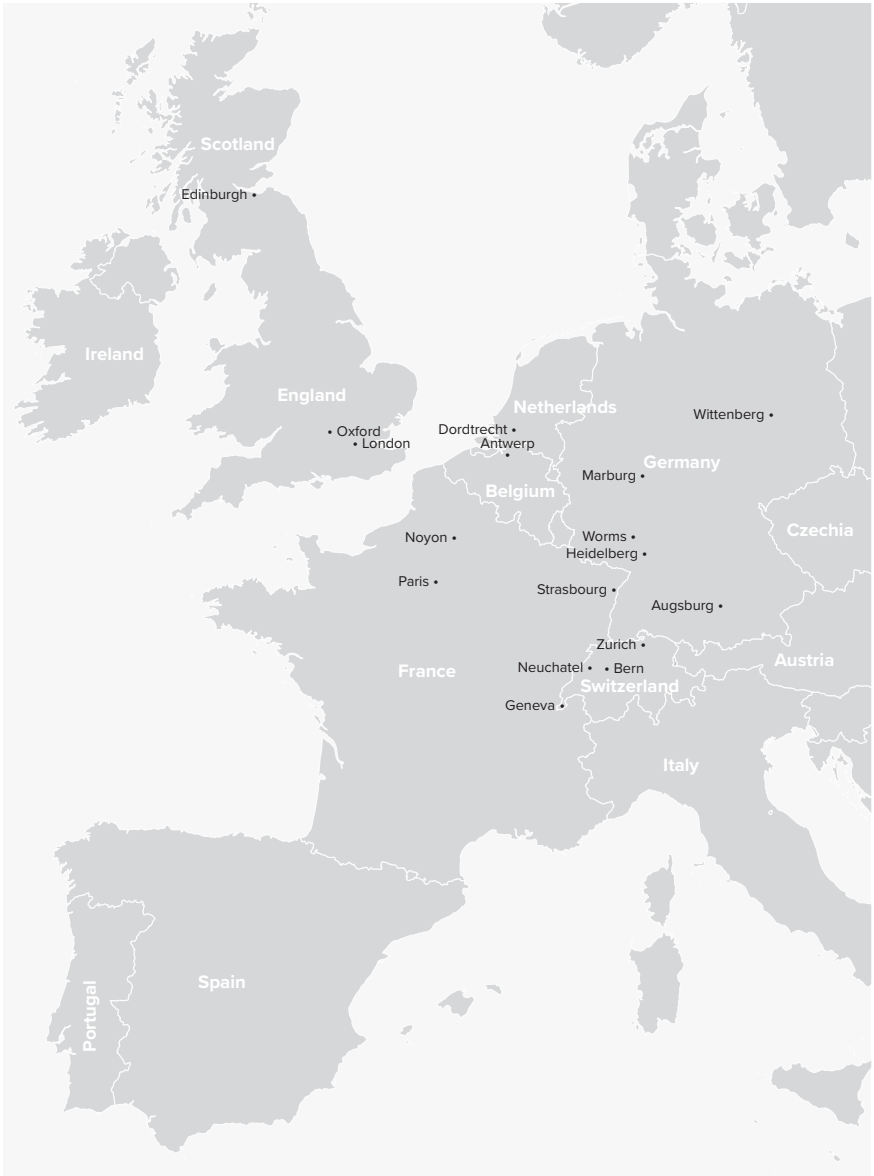 Scotland
Edinburgh
Ireland
England
Netherlands
Wittenberg
Oxford
Dordtrecht
London
Antwerp
Germany
Marburg
Belgium
Czechia
Noyon
Worms
Heidelberg
Paris
Strasbourg
Augsburg
Zurich
Austria
France
Neuchatel
Bern
Switzerland
Geneva
Italy
Spain
Portugal